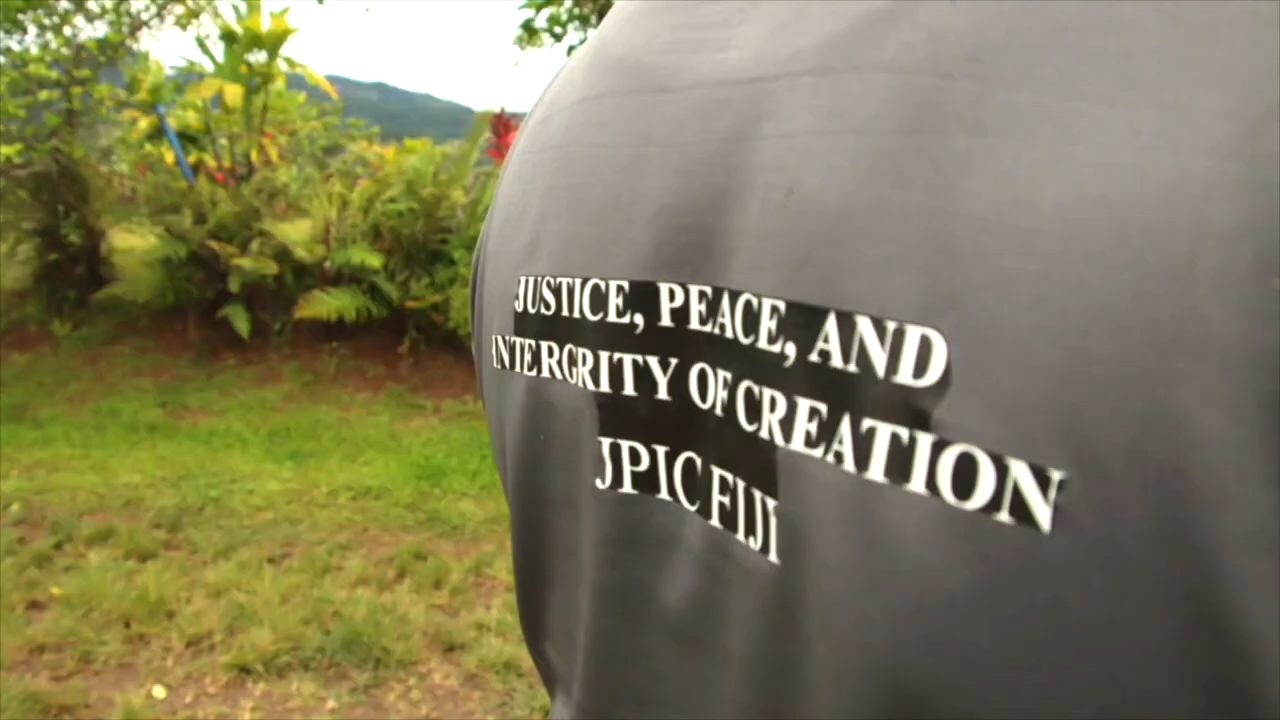 JUSTICE, PEACE, AND
INTERGRITY OF CREATION
JPIC FIJI